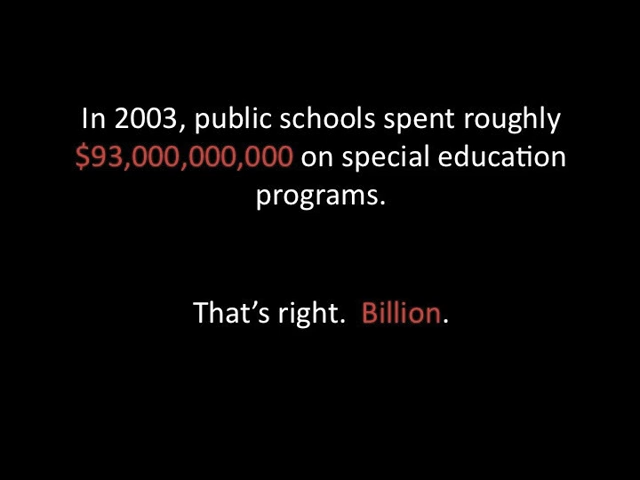 In 2003, public schools spent roughly
$93,000,000,000 on special education
programs.
That’s right.  Billion.